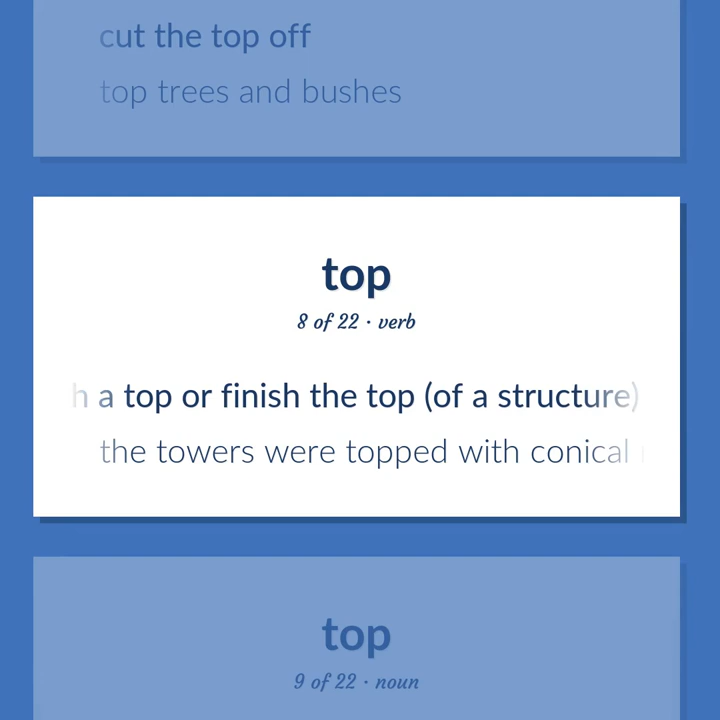 cut the top off
top trees and bushes
top
8 of 22 · verb
a top or finish the top (of a structure)
the towers were topped with conical
top
9 of 22 · noun